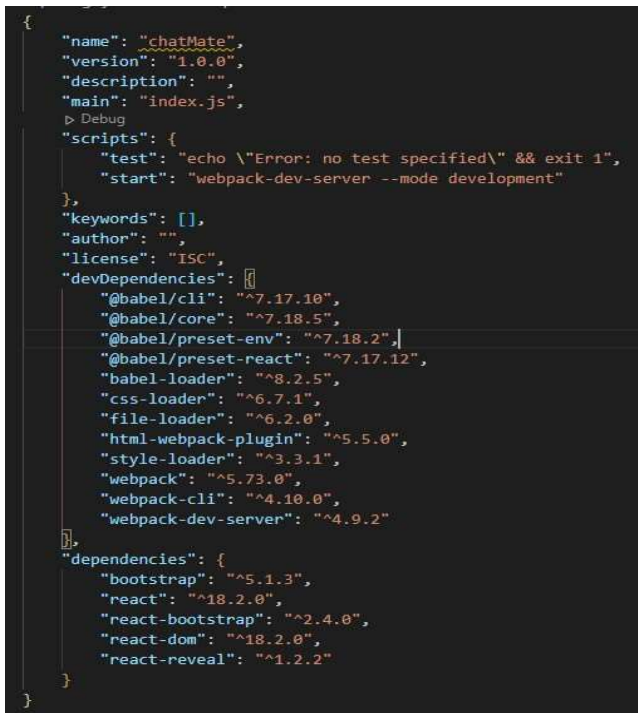 {
"name": "chatMate",
"version": "1.0.0",
"description": "",
"main": "index.js",
▷ Debug
"scripts": {
"test": "echo \"Error: no test specified\" && exit 1",
"start": "webpack-dev-server --mode development"
},
"keywords": [],
"author": "",
"license": "ISC",
"devDependencies": {
"@babel/cli": "^7.17.10",
"@babel/core": "^7.18.5",
"@babel/preset-env": "^7.18.2",
"@babel/preset-react": "^7.17.12",
"babel-loader": "^8.2.5",
"css-loader": "^6.7.1",
"file-loader": "^6.2.0",
"html-webpack-plugin": "^5.5.0",
"style-loader": "^3.3.1",
"webpack": "^5.73.0",
"webpack-cli": "^4.10.0",
"webpack-dev-server": "^4.9.2"
},
"dependencies": {
"bootstrap": "^5.1.3",
"react": "^18.2.0",
"react-bootstrap": "^2.4.0",
"react-dom": "^18.2.0",
"react-reveal": "^1.2.2"
}
}